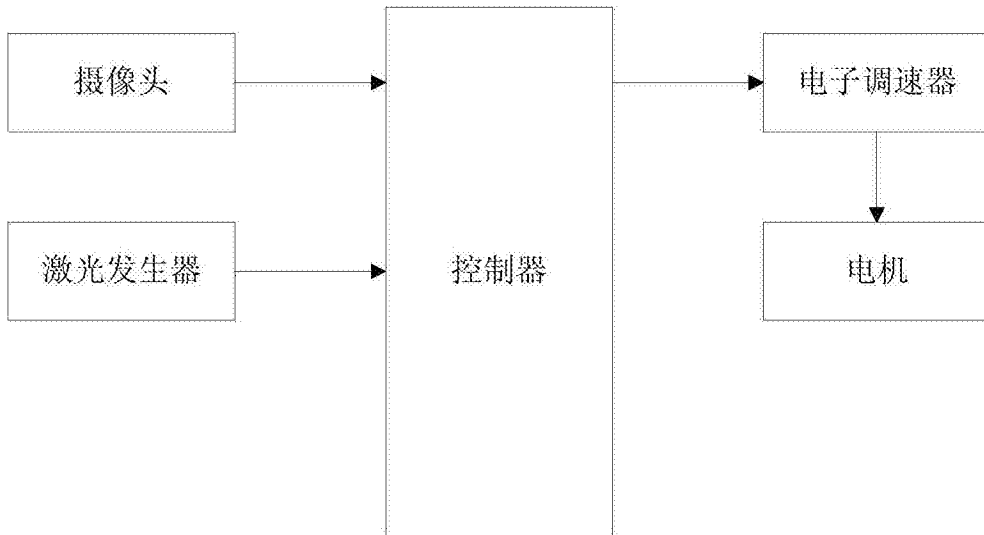 摄像头
电子调速器
激光发生器
控制器
电机